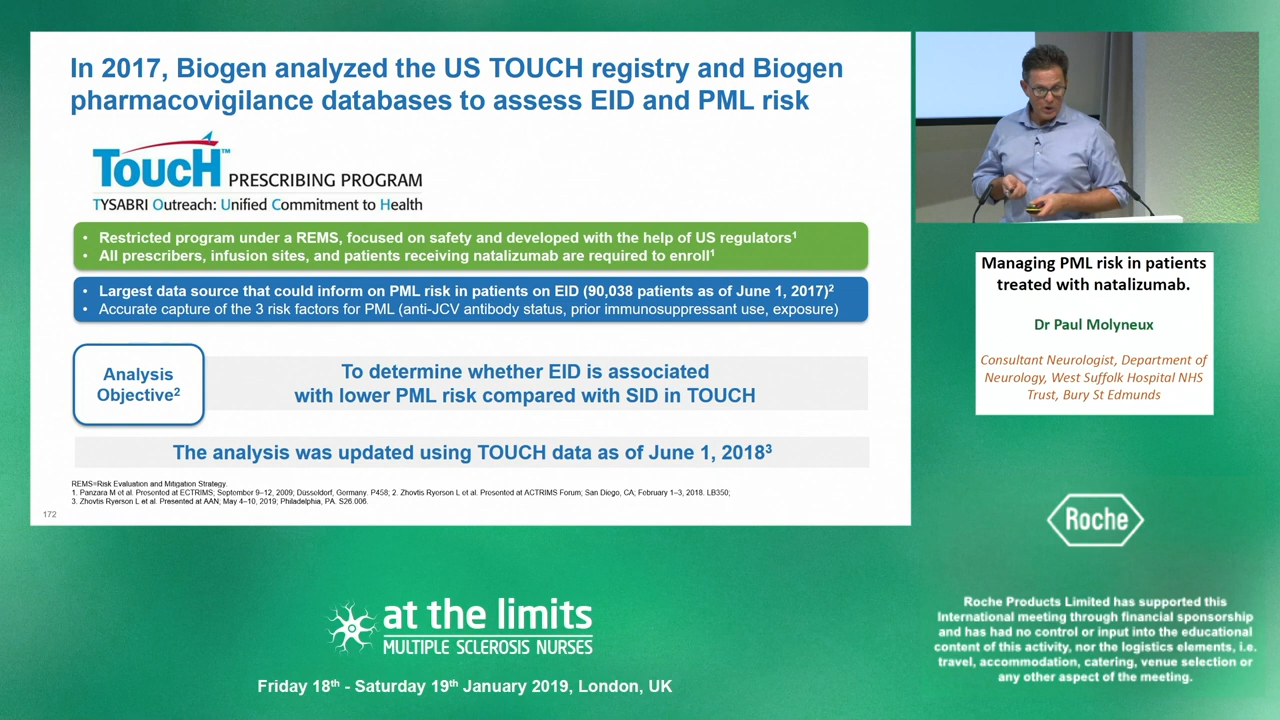 In 2017, Biogen analyzed the US TOUCH registry and Biogen
pharmacovigilance databases to assess EID and PML risk
TOUCH™ PRESCRIBING PROGRAM
TYSABRI Outreach: Unified Commitment to Health
• Restricted program under a REMS, focused on safety and developed with the help of US regulators¹
• All prescribers, infusion sites, and patients receiving natalizumab are required to enroll¹
• Largest data source that could inform on PML risk in patients on EID (90,038 patients as of June 1, 2017)²
• Accurate capture of the 3 risk factors for PML (anti-JCV antibody status, prior immunosuppressant use, exposure)
Analysis
Objective²
To determine whether EID is associated
with lower PML risk compared with SID in TOUCH
The analysis was updated using TOUCH data as of June 1, 2018³
REMS=Risk Evaluation and Mitigation Strategy.
1. Panzara M et al. Presented at ECTRIMS; September 9–12, 2009; Düsseldorf, Germany. P458; 2. Zhovtis Ryerson L et al. Presented at ACTRIMS Forum; San Diego, CA; February 1–3, 2018. LB350;
3. Zhovtis Ryerson L et al. Presented at AAN; May 4–10, 2019; Philadelphia, PA. S26.006.
172
Managing PML risk in patients
treated with natalizumab.
Dr Paul Molyneux
Consultant Neurologist, Department of
Neurology, West Suffolk Hospital NHS
Trust, Bury St Edmunds
Roche
Roche Products Limited has supported this
International meeting through financial sponsorship
and has had no control or input into the educational
content of this activity, nor the logistics elements, i.e.
travel, accommodation, catering, venue selection or
any other aspect of the meeting.
at the limits
MULTIPLE SCLEROSIS NURSES
Friday 18th - Saturday 19th January 2019, London, UK